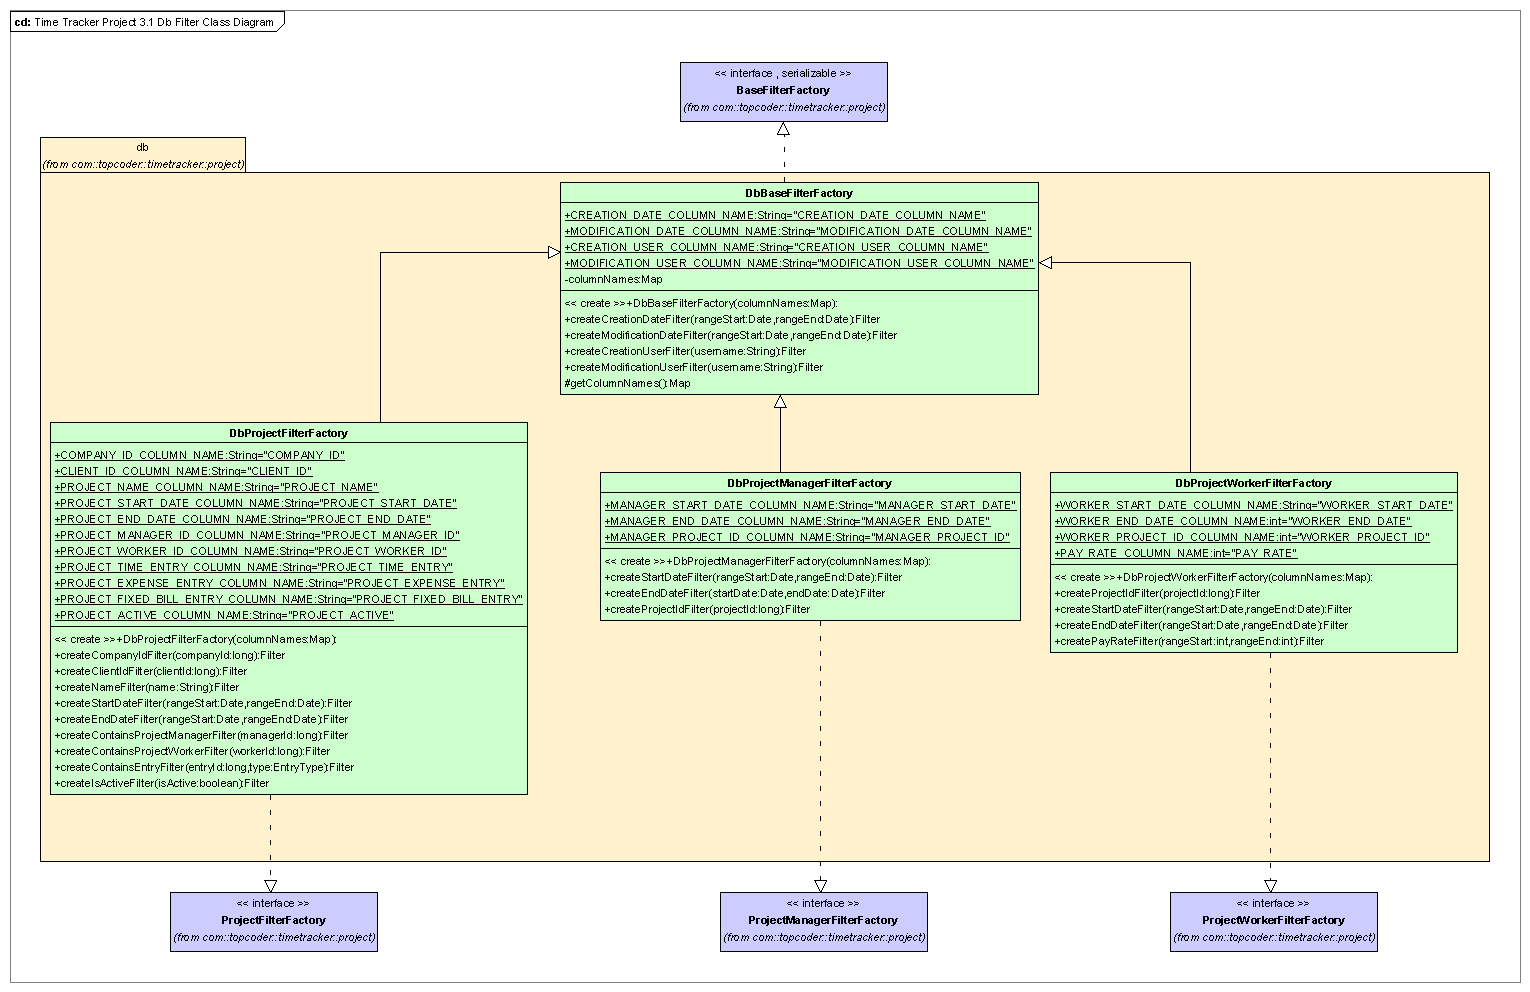 cd: Time Tracker Project 3.1 Db Filter Class Diagram
<< interface , serializable >>
BaseFilterFactory
(from com::topcoder::timetracker::project)
db
(from com::topcoder::timetracker::project)
DbBaseFilterFactory
+CREATION_DATE_COLUMN_NAME:String="CREATION_DATE_COLUMN_NAME"
+MODIFICATION_DATE_COLUMN_NAME:String="MODIFICATION_DATE_COLUMN_NAME"
+CREATION_USER_COLUMN_NAME:String="CREATION_USER_COLUMN_NAME"
+MODIFICATION_USER_COLUMN_NAME:String="MODIFICATION_USER_COLUMN_NAME"
-columnNames:Map
<< create >>+DbBaseFilterFactory(columnNames:Map):
+createCreationDateFilter(rangeStart:Date,rangeEnd:Date):Filter
+createModificationDateFilter(rangeStart:Date,rangeEnd:Date):Filter
+createCreationUserFilter(username:String):Filter
+createModificationUserFilter(username:String):Filter
#getColumnNames():Map
DbProjectFilterFactory
+COMPANY_ID_COLUMN_NAME:String="COMPANY_ID"
+CLIENT_ID_COLUMN_NAME:String="CLIENT_ID"
+PROJECT_NAME_COLUMN_NAME:String="PROJECT_NAME"
+PROJECT_START_DATE_COLUMN_NAME:String="PROJECT_START_DATE"
+PROJECT_END_DATE_COLUMN_NAME:String="PROJECT_END_DATE"
+PROJECT_MANAGER_ID_COLUMN_NAME:String="PROJECT_MANAGER_ID"
+PROJECT_WORKER_ID_COLUMN_NAME:String="PROJECT_WORKER_ID"
+PROJECT_TIME_ENTRY_COLUMN_NAME:String="PROJECT_TIME_ENTRY"
+PROJECT_EXPENSE_ENTRY_COLUMN_NAME:String="PROJECT_EXPENSE_ENTRY"
+PROJECT_FIXED_BILL_ENTRY_COLUMN_NAME:String="PROJECT_FIXED_BILL_ENTRY"
+PROJECT_ACTIVE_COLUMN_NAME:String="PROJECT_ACTIVE"
<< create >>+DbProjectFilterFactory(columnNames:Map):
+createCompanyIdFilter(companyId:long):Filter
+createClientIdFilter(clientId:long):Filter
+createNameFilter(name:String):Filter
+createStartDateFilter(rangeStart:Date,rangeEnd:Date):Filter
+createEndDateFilter(rangeStart:Date,rangeEnd:Date):Filter
+createContainsProjectManagerFilter(managerId:long):Filter
+createContainsProjectWorkerFilter(workerId:long):Filter
+createContainsEntryFilter(entryId:long,type:EntryType):Filter
+createIsActiveFilter(isActive:boolean):Filter
DbProjectManagerFilterFactory
+MANAGER_START_DATE_COLUMN_NAME:String="MANAGER_START_DATE"
+MANAGER_END_DATE_COLUMN_NAME:String="MANAGER_END_DATE"
+MANAGER_PROJECT_ID_COLUMN_NAME:String="MANAGER_PROJECT_ID"
<< create >>+DbProjectManagerFilterFactory(columnNames:Map):
+createStartDateFilter(rangeStart:Date,rangeEnd:Date):Filter
+createEndDateFilter(startDate:Date,endDate:Date):Filter
+createProjectIdFilter(projectId:long):Filter
DbProjectWorkerFilterFactory
+WORKER_START_DATE_COLUMN_NAME:String="WORKER_START_DATE"
+WORKER_END_DATE_COLUMN_NAME:int="WORKER_END_DATE"
+WORKER_PROJECT_ID_COLUMN_NAME:int="WORKER_PROJECT_ID"
+PAY_RATE_COLUMN_NAME:int="PAY_RATE"
<< create >>+DbProjectWorkerFilterFactory(columnNames:Map):
+createProjectIdFilter(projectId:long):Filter
+createStartDateFilter(rangeStart:Date,rangeEnd:Date):Filter
+createEndDateFilter(rangeStart:Date,rangeEnd:Date):Filter
+createPayRateFilter(rangeStart:int,rangeEnd:int):Filter
<< interface >>
ProjectFilterFactory
(from com::topcoder::timetracker::project)
<< interface >>
ProjectManagerFilterFactory
(from com::topcoder::timetracker::project)
<< interface >>
ProjectWorkerFilterFactory
(from com::topcoder::timetracker::project)